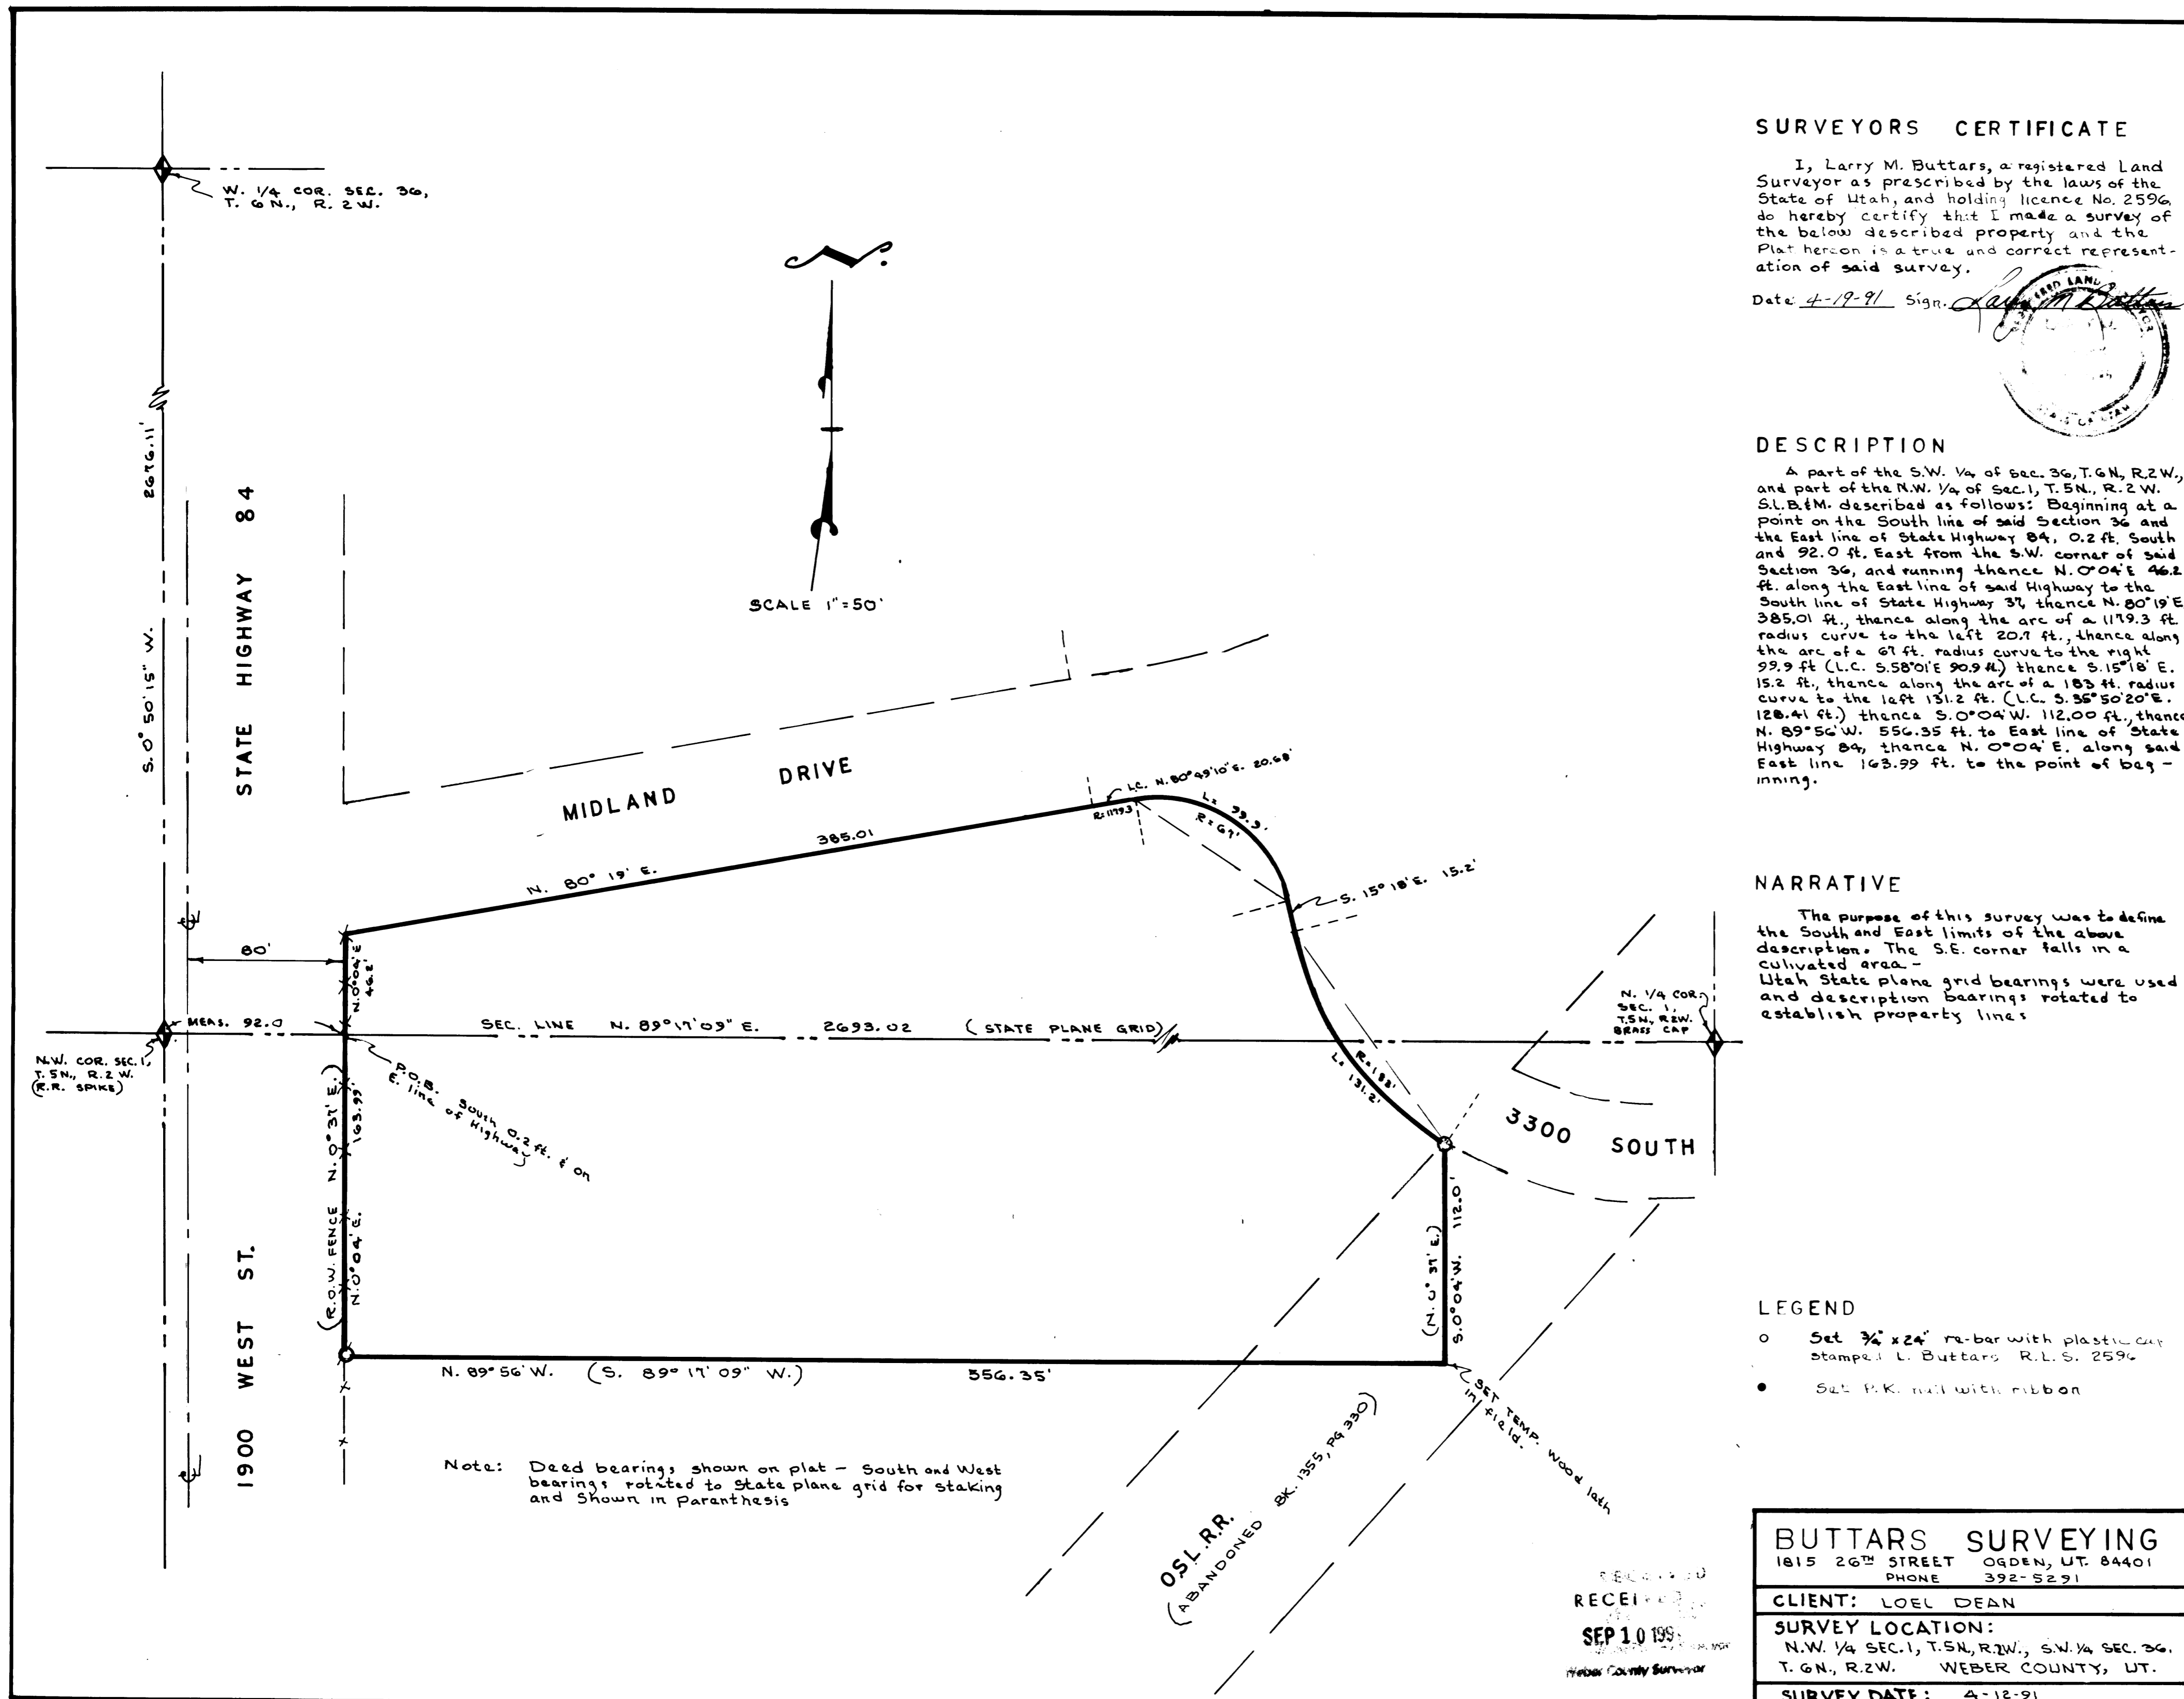 W. 1/4 COR. SEC. 36,
T. 6 N., R. 2 W.
S. 0° 50' 15" W. 2676.11'
STATE HIGHWAY 84
N.
SCALE 1"=50'
MIDLAND DRIVE
N. 80° 19' E. 385.01
L.C. N. 80°49'10" E. 20.68'
R=1179.3
L= 99.9'
R=67'
S. 15° 18' E. 15.2'
80'
N. 0°04' E
46.2'
MEAS. 92.0
SEC. LINE N. 89°17'09" E. 2693.02 (STATE PLANE GRID)
N.W. COR. SEC. 1,
T. 5N., R. 2 W.
(R.R. SPIKE)
P.O.B. South 0.2 ft. & on
E. line of Highway
(R.O.W. FENCE N. 0° 37' E.)
N. 0° 04' E. 163.99'
N. 1/4 COR.
SEC. 1,
T.5N., R.2W.
BRASS CAP
R=183'
L= 131.2'
3300 SOUTH
1900 WEST ST.
(N. 0° 37' E.)
S. 0° 04' W. 112.0'
N. 89° 56' W. (S. 89° 17' 09" W.) 556.35'
SET TEMP. Wood lath
in field.
Note: Deed bearings shown on plat – South and West
bearings rotated to State plane grid for staking
and Shown in Paranthesis
O.S.L. R.R.
(ABANDONED BK. 1355, PG 330)
RECEI
SEP 10 199
Weber County Surveyor
SURVEYORS CERTIFICATE
I, Larry M. Buttars, a registered Land
Surveyor as prescribed by the laws of the
State of Utah, and holding licence No. 2596,
do hereby certify that I made a survey of
the below described property and the
Plat hereon is a true and correct represent-
ation of said survey.
Date 4-19-91 Sign. Larry M Buttars
DESCRIPTION
A part of the S.W. 1/4 of Sec. 36, T. 6 N., R. 2 W.,
and part of the N.W. 1/4 of Sec. 1, T. 5N., R. 2 W.
S.L.B.&M. described as follows: Beginning at a
point on the South line of said Section 36 and
the East line of State Highway 84, 0.2 ft. South
and 92.0 ft. East from the S.W. corner of said
Section 36, and running thence N. 0°04' E 46.2
ft. along the East line of said Highway to the
South line of State Highway 37, thence N. 80°19' E
385.01 ft., thence along the arc of a 1179.3 ft.
radius curve to the left 20.7 ft., thence along
the arc of a 67 ft. radius curve to the right
99.9 ft (L.C. S.58°01'E 90.9 ft.) thence S.15°18' E.
15.2 ft., thence along the arc of a 183 ft. radius
curve to the left 131.2 ft. (L.C. S. 35°50'20" E.
128.41 ft.) thence S. 0°04' W. 112.00 ft., thence
N. 89°56' W. 556.35 ft. to East line of State
Highway 84, thence N. 0°04' E. along said
East line 163.99 ft. to the point of beg-
inning.
NARRATIVE
The purpose of this survey was to define
the South and East limits of the above
description. The S.E. corner falls in a
culivated area –
Utah State plane grid bearings were used
and description bearings rotated to
establish property lines
LEGEND
o Set 3/4" x 24" re-bar with plastic cap
stamped L. Buttars R.L.S. 2596
● Set P.K. nail with ribbon
BUTTARS SURVEYING
1815 26TH STREET OGDEN, UT. 84401
PHONE 392-5291
CLIENT: LOEL DEAN
SURVEY LOCATION:
N.W. 1/4 SEC. 1, T.5N., R.2W., S.W. 1/4 SEC. 36,
T. 6N., R.2W. WEBER COUNTY, UT.
SURVEY DATE: 4-12-91